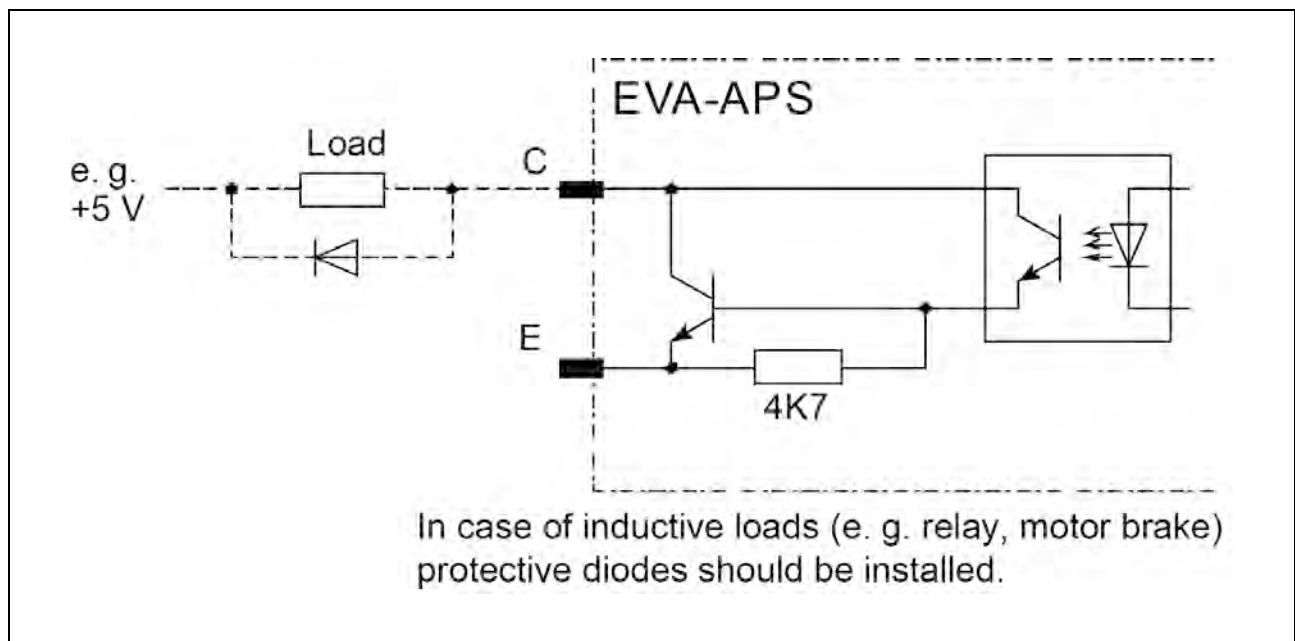 EVA-APS
Load
C
e. g.
+5 V
E
4K7
In case of inductive loads (e. g. relay, motor brake)
protective diodes should be installed.